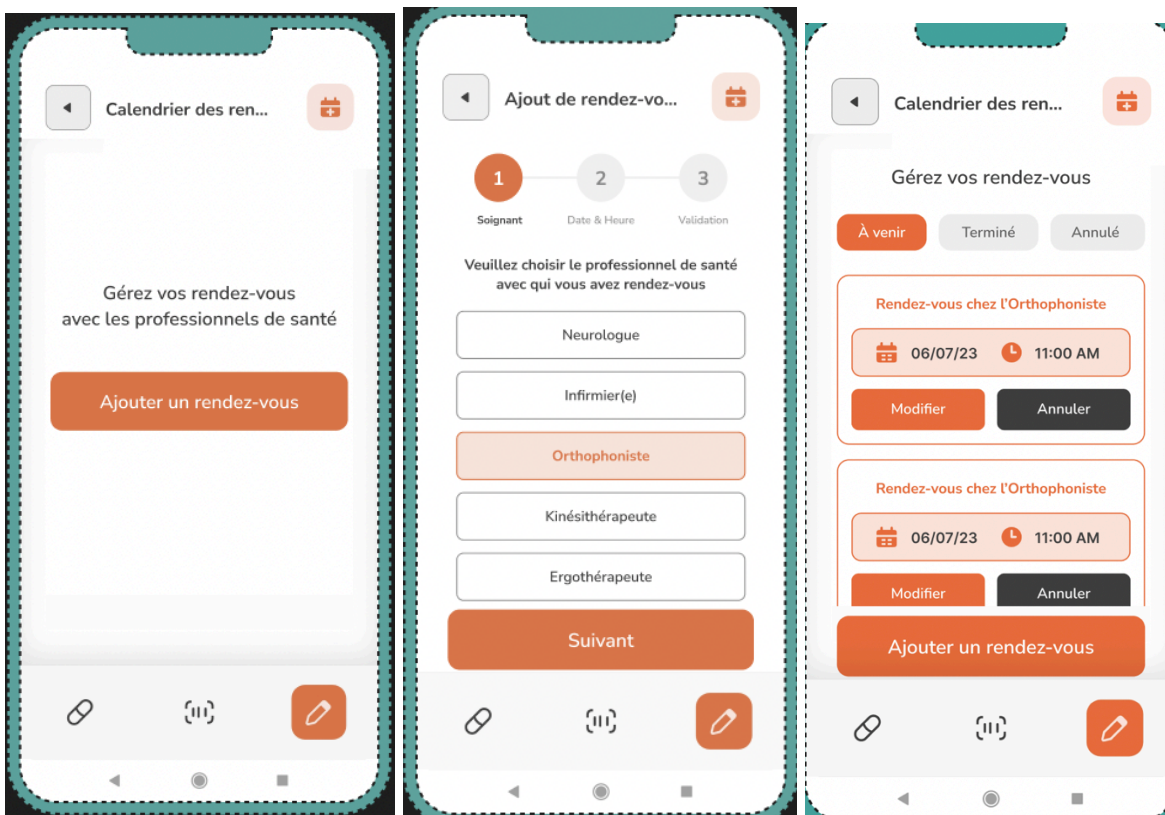 Calendrier des ren...
Gérez vos rendez-vous
avec les professionnels de santé
Ajouter un rendez-vous
Ajout de rendez-vo...
1
2
3
Soignant
Date & Heure
Validation
Veuillez choisir le professionnel de santé
avec qui vous avez rendez-vous
Neurologue
Infirmier(e)
Orthophoniste
Kinésithérapeute
Ergothérapeute
Suivant
Calendrier des ren...
Gérez vos rendez-vous
À venir
Terminé
Annulé
Rendez-vous chez l'Orthophoniste
06/07/23
11:00 AM
Modifier
Annuler
Rendez-vous chez l'Orthophoniste
06/07/23
11:00 AM
Modifier
Annuler
Ajouter un rendez-vous